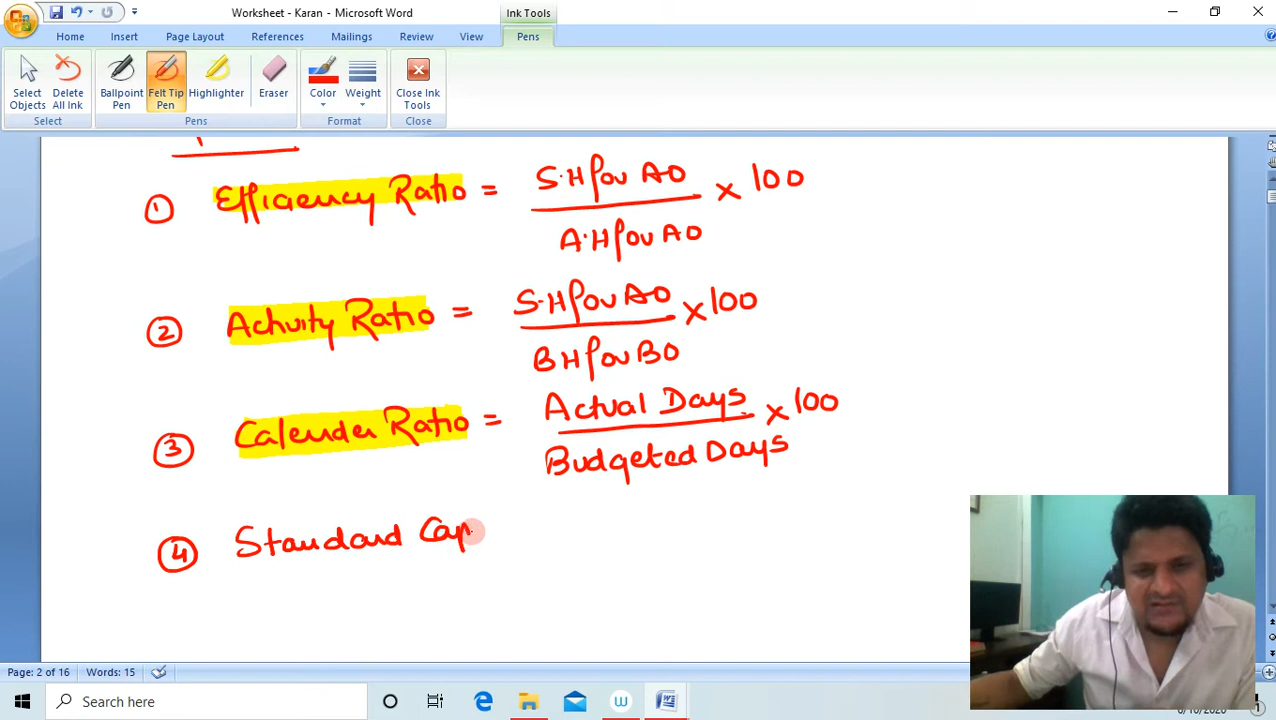 Worksheet - Karan - Microsoft Word
Ink Tools
Home Insert Page Layout References Mailings Review View Pens
Select Objects
Delete All Ink
Ballpoint Pen
Felt Tip Pen
Highlighter
Eraser
Color
Weight
Close Ink Tools
Select Pens Format Close
1 Efficiency Ratio = S.H for AO / A.H for AO × 100
2 Activity Ratio = S.H for AO / BH for BO × 100
3 Calender Ratio = Actual Days / Budgeted Days × 100
4 Standard Cap
Page: 2 of 16 Words: 15
Search here